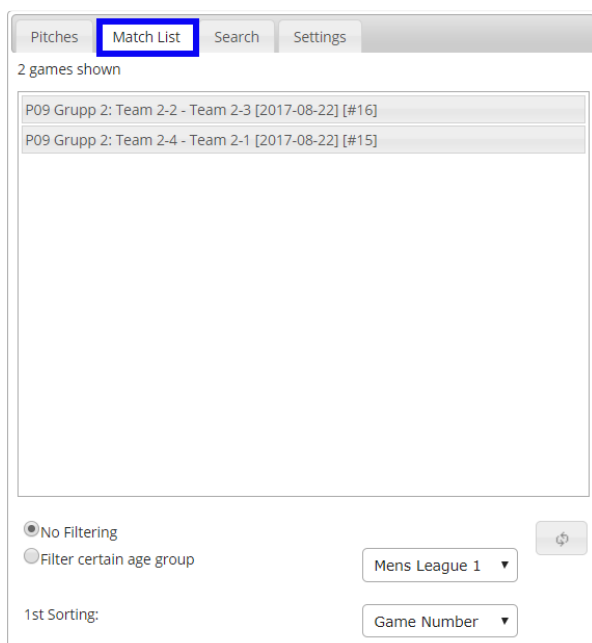 Pitches Match List Search Settings
2 games shown
P09 Grupp 2: Team 2-2 - Team 2-3 [2017-08-22] [#16]
P09 Grupp 2: Team 2-4 - Team 2-1 [2017-08-22] [#15]
No Filtering
Filter certain age group Mens League 1
1st Sorting: Game Number